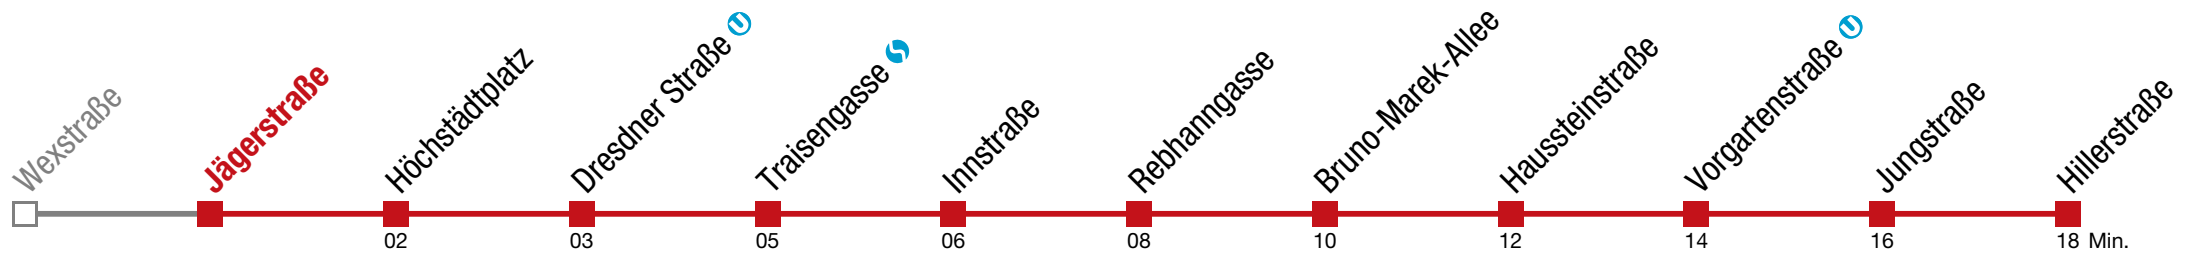 Wexstraße
Jägerstraße
Höchstädtplatz
Dresdner Straße U
Traisengasse S
Innstraße
Rebhanngasse
Bruno-Marek-Allee
Haussteinstraße
Vorgartenstraße U
Jungstraße
Hillerstraße
02 03 05 06 08 10 12 14 16 18 Min.